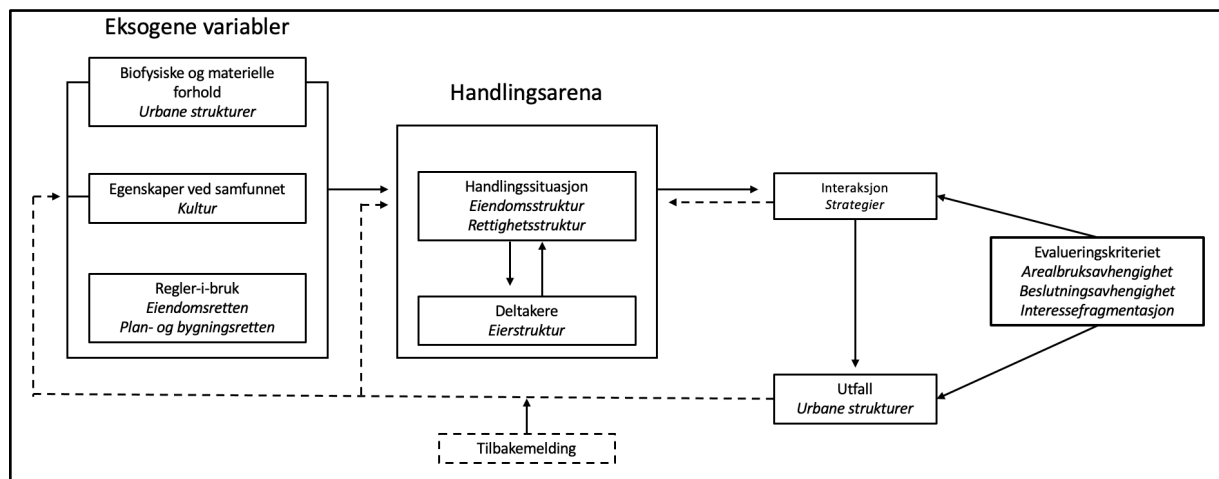 Eksogene variabler
Biofysiske og materielle
forhold
Urbane strukturer
Egenskaper ved samfunnet
Kultur
Regler-i-bruk
Eiendomsretten
Plan- og bygningsretten
Handlingsarena
Handlingssituasjon
Eiendomsstruktur
Rettighetsstruktur
Deltakere
Eierstruktur
Interaksjon
Strategier
Evalueringskriteriet
Arealbruksavhengighet
Beslutningsavhengighet
Interessefragmentasjon
Utfall
Urbane strukturer
Tilbakemelding